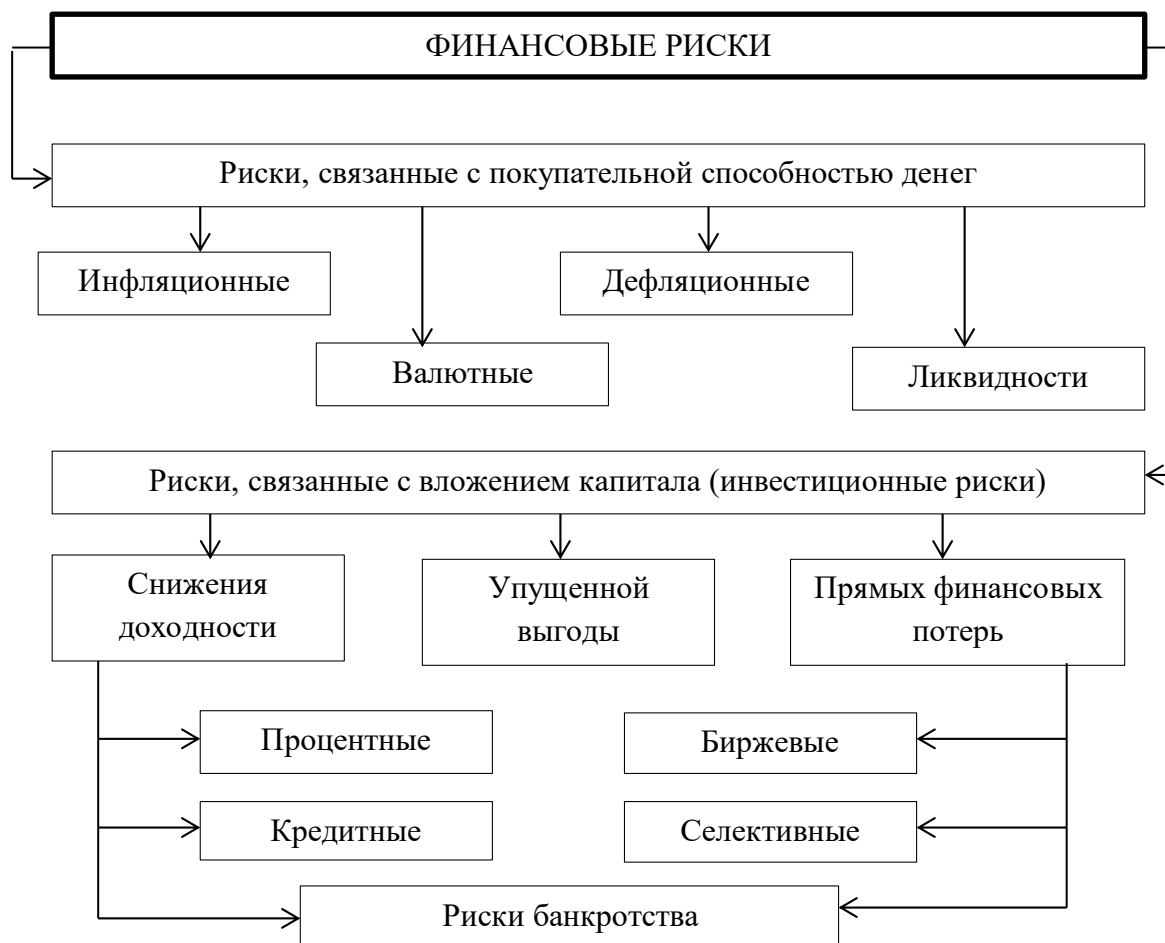 ФИНАНСОВЫЕ РИСКИ
Риски, связанные с покупательной способностью денег
Инфляционные
Дефляционные
Валютные
Ликвидности
Риски, связанные с вложением капитала (инвестиционные риски)
Снижения
доходности
Упущенной
выгоды
Прямых финансовых
потерь
Процентные
Биржевые
Кредитные
Селективные
Риски банкротства